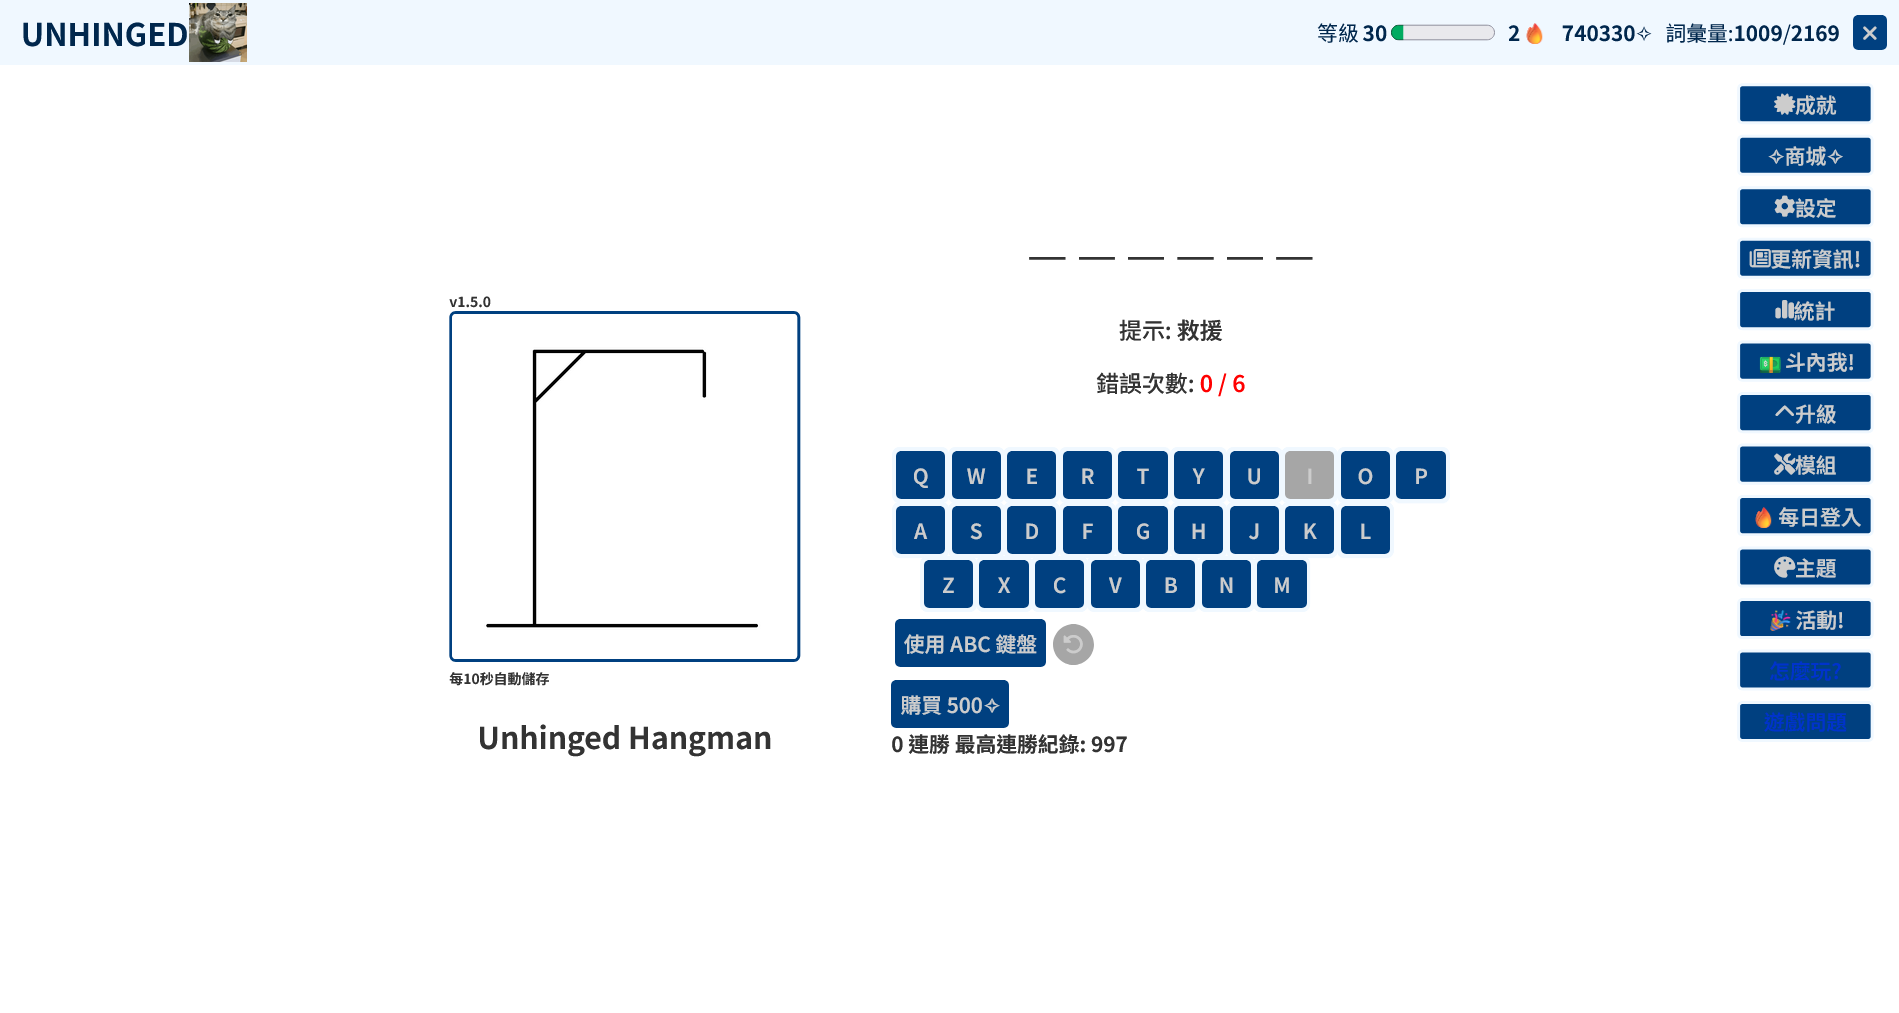 UNHINGED
等級 30 2🔥 740330✧ 詞彙量:1009/2169 ✕
成就
✧商城✧
設定
更新資訊!
統計
💵 斗內我!
升級
模組
🔥 每日登入
主題
🎉 活動!
怎麼玩?
v1.5.0
每10秒自動儲存
Unhinged Hangman
提示: 救援
錯誤次數: 0 / 6
Q W E R T Y U I O P
A S D F G H J K L
Z X C V B N M
使用 ABC 鍵盤
購買 500✧
0 連勝 最高連勝紀錄: 997